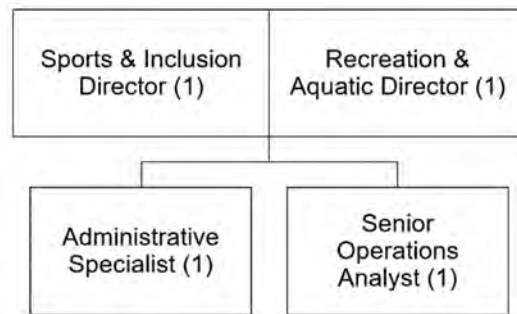 Sports & Inclusion
Director (1)
Recreation &
Aquatic Director (1)
Administrative
Specialist (1)
Senior
Operations
Analyst (1)